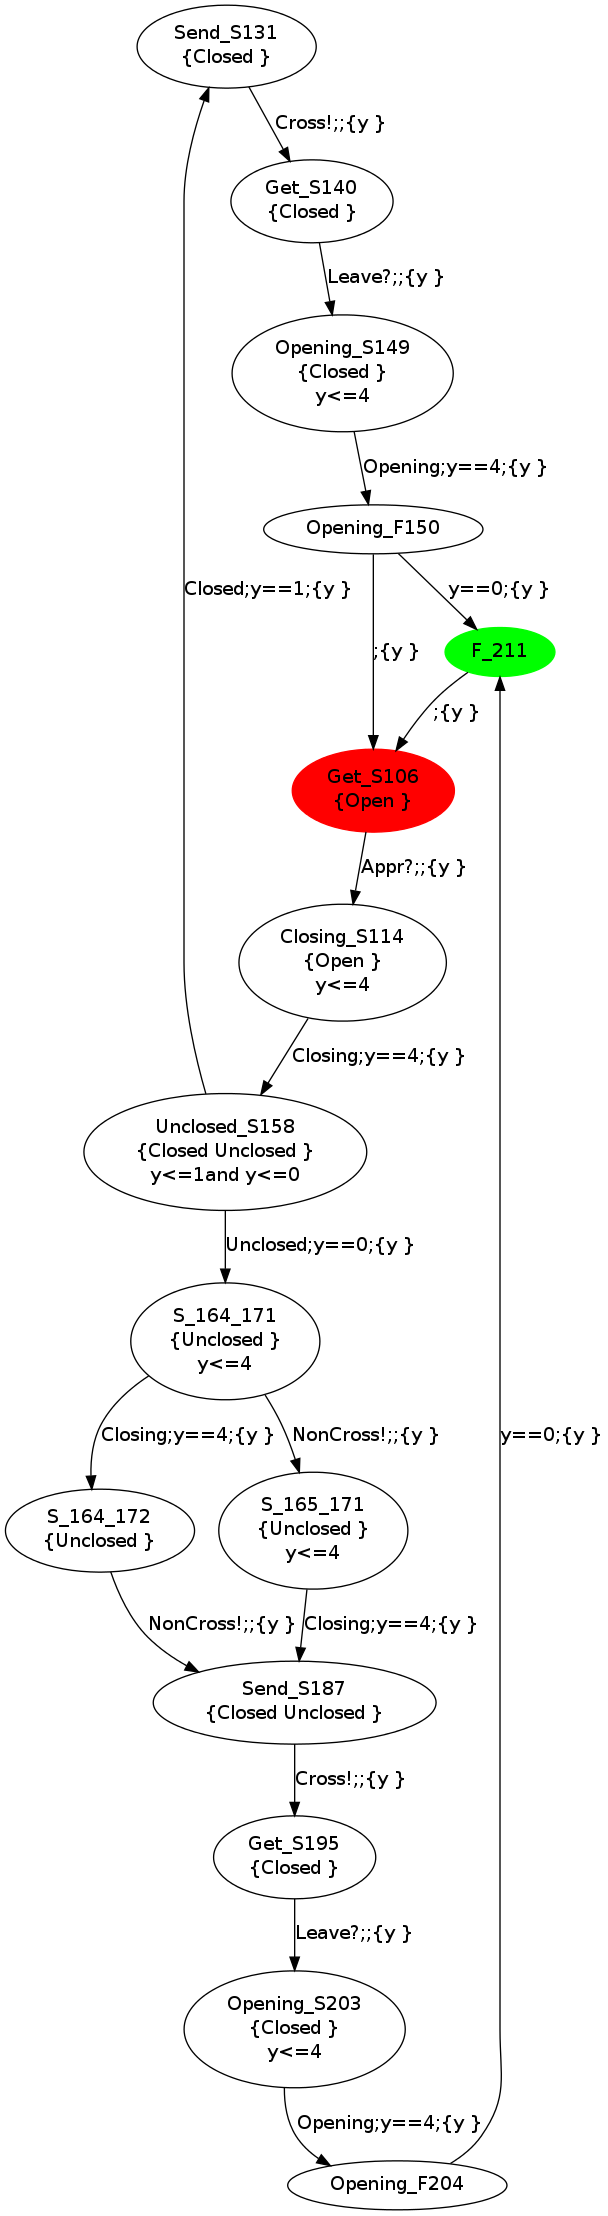 Send_S131
{Closed }
Cross!;;{y }
Get_S140
{Closed }
Leave?;;{y }
Opening_S149
{Closed }
y<=4
Opening;y==4;{y }
Opening_F150
Closed;y==1;{y }
y==0;{y }
;{y }
F_211
;{y }
Get_S106
{Open }
Appr?;;{y }
Closing_S114
{Open }
y<=4
Closing;y==4;{y }
Unclosed_S158
{Closed Unclosed }
y<=1and y<=0
Unclosed;y==0;{y }
S_164_171
{Unclosed }
y<=4
Closing;y==4;{y }
NonCross!;;{y }
y==0;{y }
S_164_172
{Unclosed }
S_165_171
{Unclosed }
y<=4
NonCross!;;{y }
Closing;y==4;{y }
Send_S187
{Closed Unclosed }
Cross!;;{y }
Get_S195
{Closed }
Leave?;;{y }
Opening_S203
{Closed }
y<=4
Opening;y==4;{y }
Opening_F204